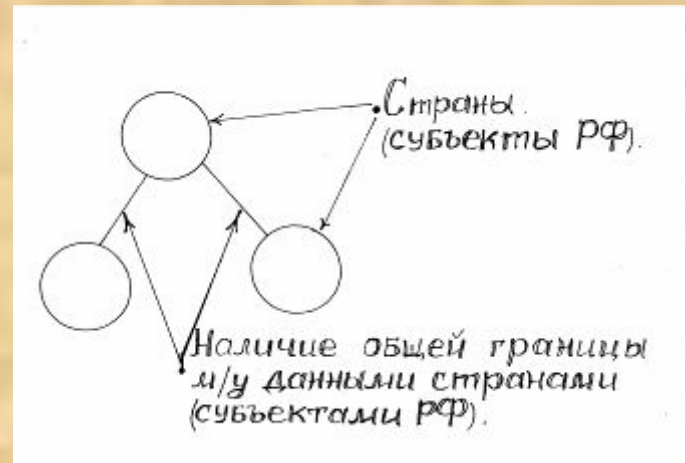 Страны.
(субъекты РФ).
Наличие общей границы
м/у данными странами
(субъектами РФ).